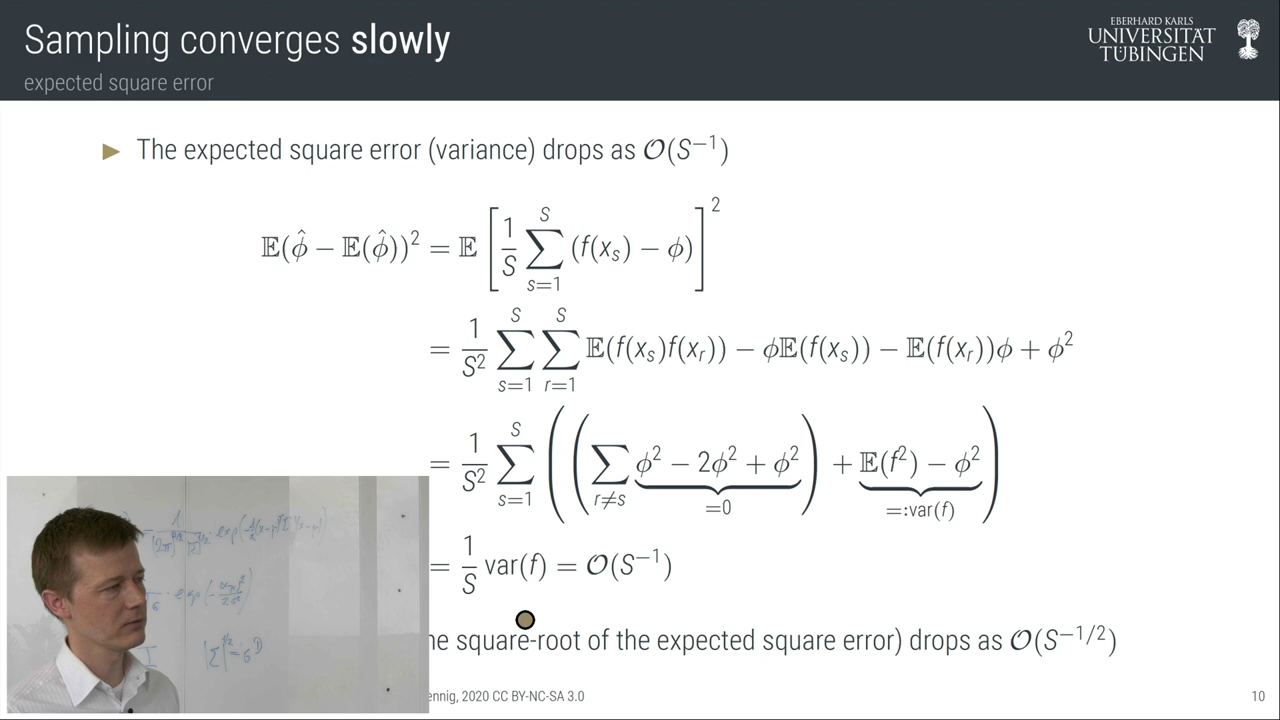 Sampling converges slowly
expected square error
EBERHARD KARLS
UNIVERSITÄT
TÜBINGEN
▶ The expected square error (variance) drops as 𝒪(S⁻¹)
𝔼(ϕ̂ − 𝔼(ϕ̂))² = 𝔼 [ 1/S ∑_{s=1}^{S} (f(x_s) − ϕ) ]²
= 1/S² ∑_{s=1}^{S} ∑_{r=1}^{S} 𝔼(f(x_s)f(x_r)) − ϕ𝔼(f(x_s)) − 𝔼(f(x_r))ϕ + ϕ²
= 1/S² ∑_{s=1}^{S} ( ( ∑_{r≠s} ϕ² − 2ϕ² + ϕ² ) + 𝔼(f²) − ϕ² )
=0 =:var(f)
= 1/S var(f) = 𝒪(S⁻¹)
he square-root of the expected square error) drops as 𝒪(S^{−1/2})
ennig, 2020 CC BY-NC-SA 3.0
10